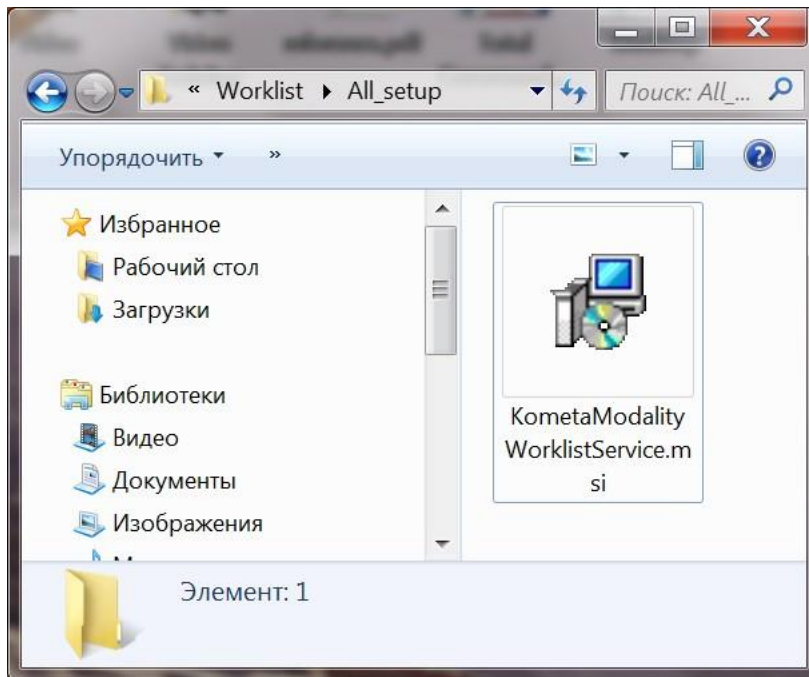 « Worklist All_setup
Поиск: All_...
Упорядочить »
Избранное
Рабочий стол
Загрузки
Библиотеки
Видео
Документы
Изображения
KometaModality
WorklistService.m
si
Элемент: 1